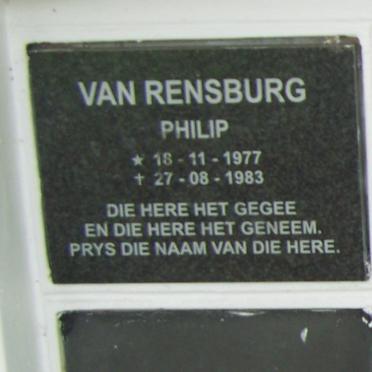 VAN RENSBURG
PHILIP
★ 18 - 11 - 1977
✝ 27 - 08 - 1983
DIE HERE HET GEGEE
EN DIE HERE HET GENEEM.
PRYS DIE NAAM VAN DIE HERE.